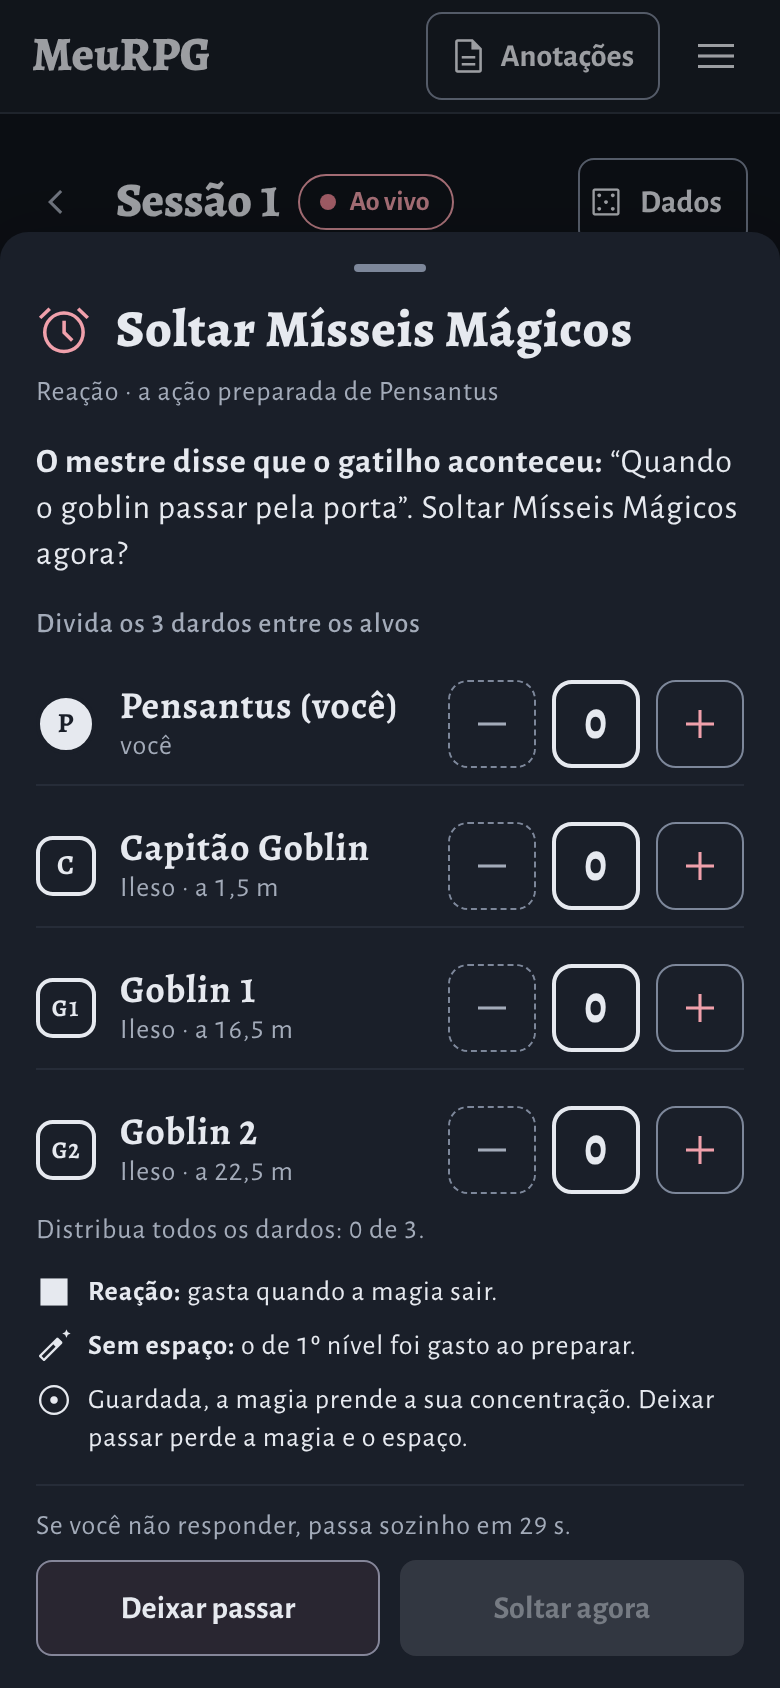 MeuRPG
Anotações
Sessão 1
Ao vivo
Dados
Soltar Mísseis Mágicos
Reação · a ação preparada de Pensantus
O mestre disse que o gatilho aconteceu: “Quando
o goblin passar pela porta”. Soltar Mísseis Mágicos
agora?
Divida os 3 dardos entre os alvos
P
Pensantus (você)
você
0
C
Capitão Goblin
Ileso · a 1,5 m
0
G1
Goblin 1
Ileso · a 16,5 m
0
G2
Goblin 2
Ileso · a 22,5 m
0
Distribua todos os dardos: 0 de 3.
Reação: gasta quando a magia sair.
Sem espaço: o de 1º nível foi gasto ao preparar.
Guardada, a magia prende a sua concentração. Deixar
passar perde a magia e o espaço.
Se você não responder, passa sozinho em 29 s.
Deixar passar
Soltar agora